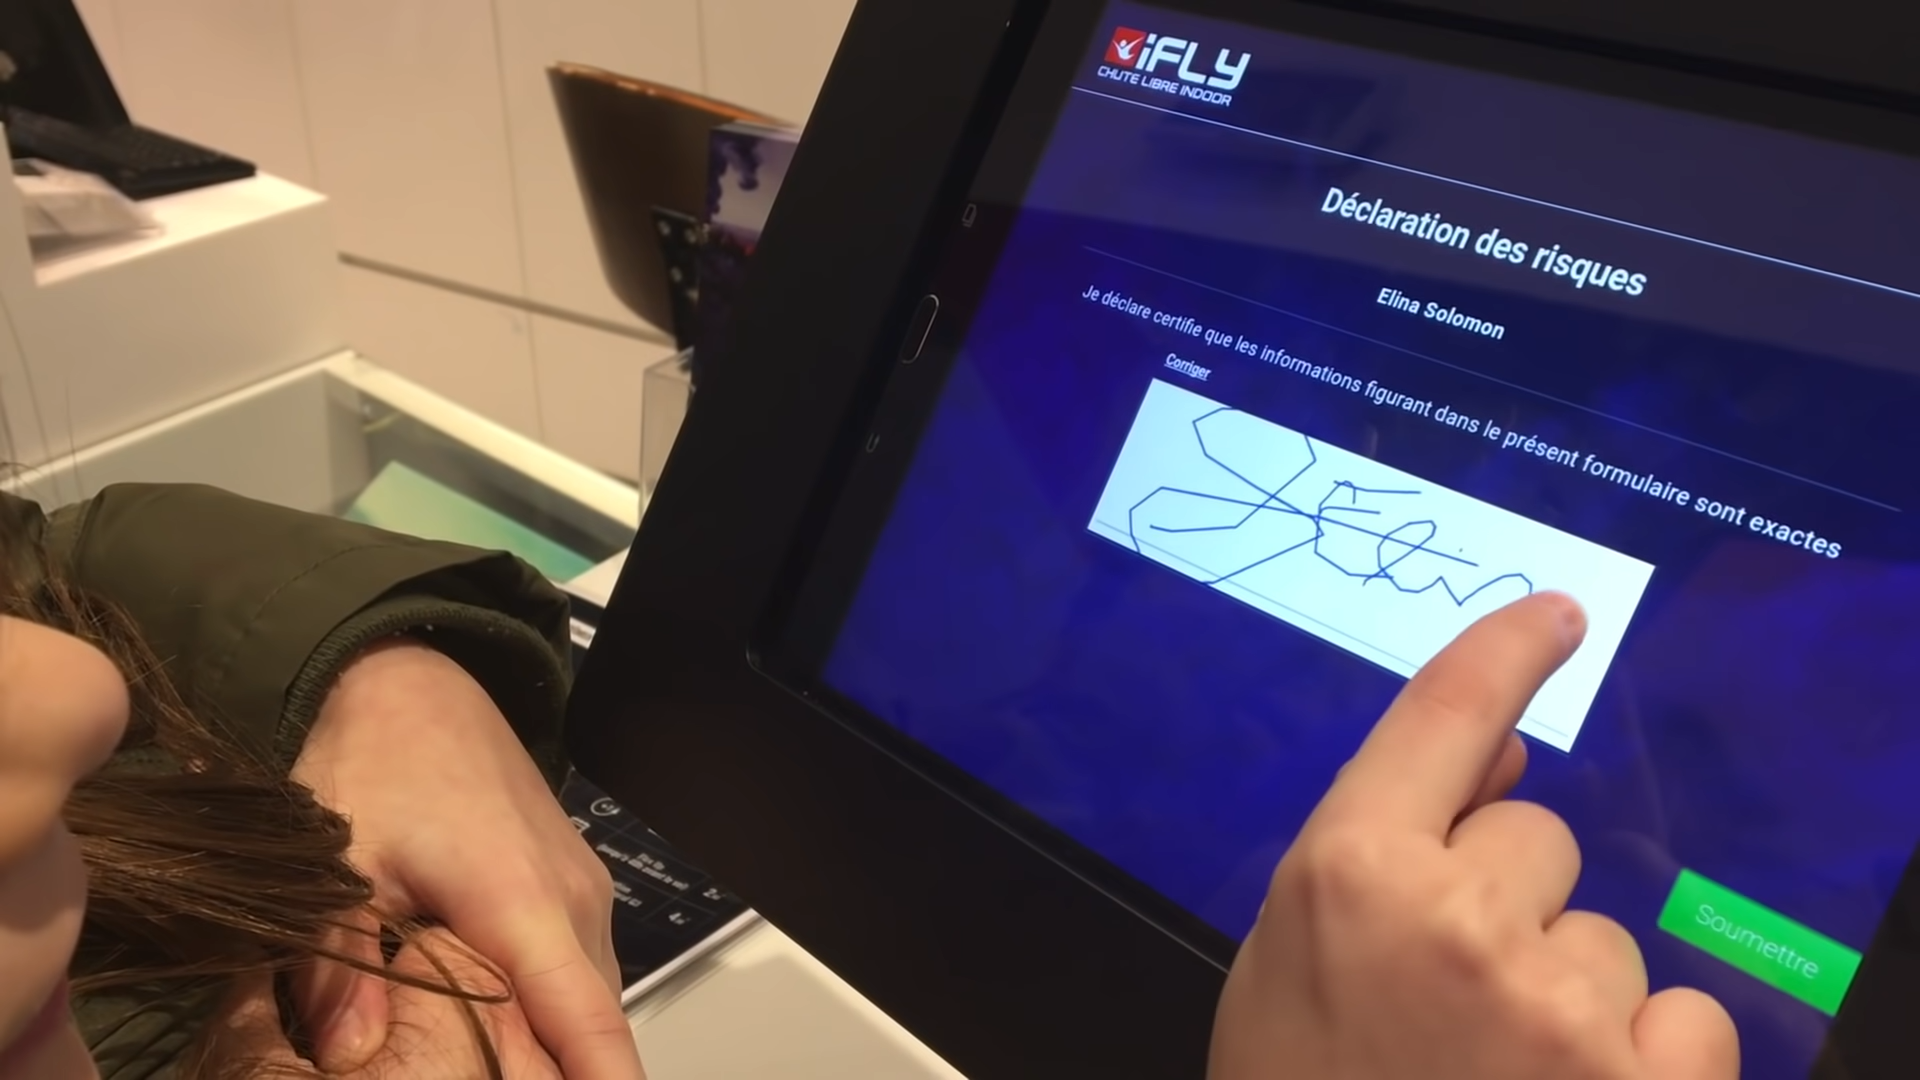 iFLY
CHUTE LIBRE INDOOR
Déclaration des risques
Elina Solomon
Je déclare certifie que les informations figurant dans le présent formulaire sont exactes
Corriger
Soumettre